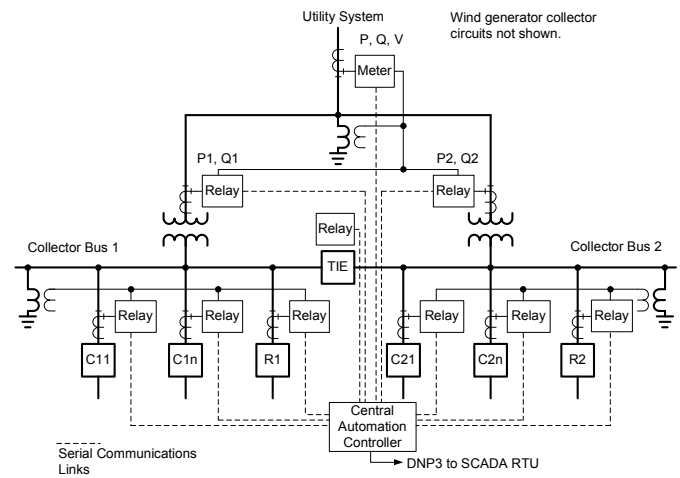 Utility System
Wind generator collector
circuits not shown.
P, Q, V
Meter
P1, Q1
P2, Q2
Relay
Relay
Relay
Collector Bus 1
Collector Bus 2
TIE
Relay
Relay
Relay
Relay
Relay
Relay
C11
C1n
R1
C21
C2n
R2
Central
Automation
Controller
Serial Communications
Links
DNP3 to SCADA RTU